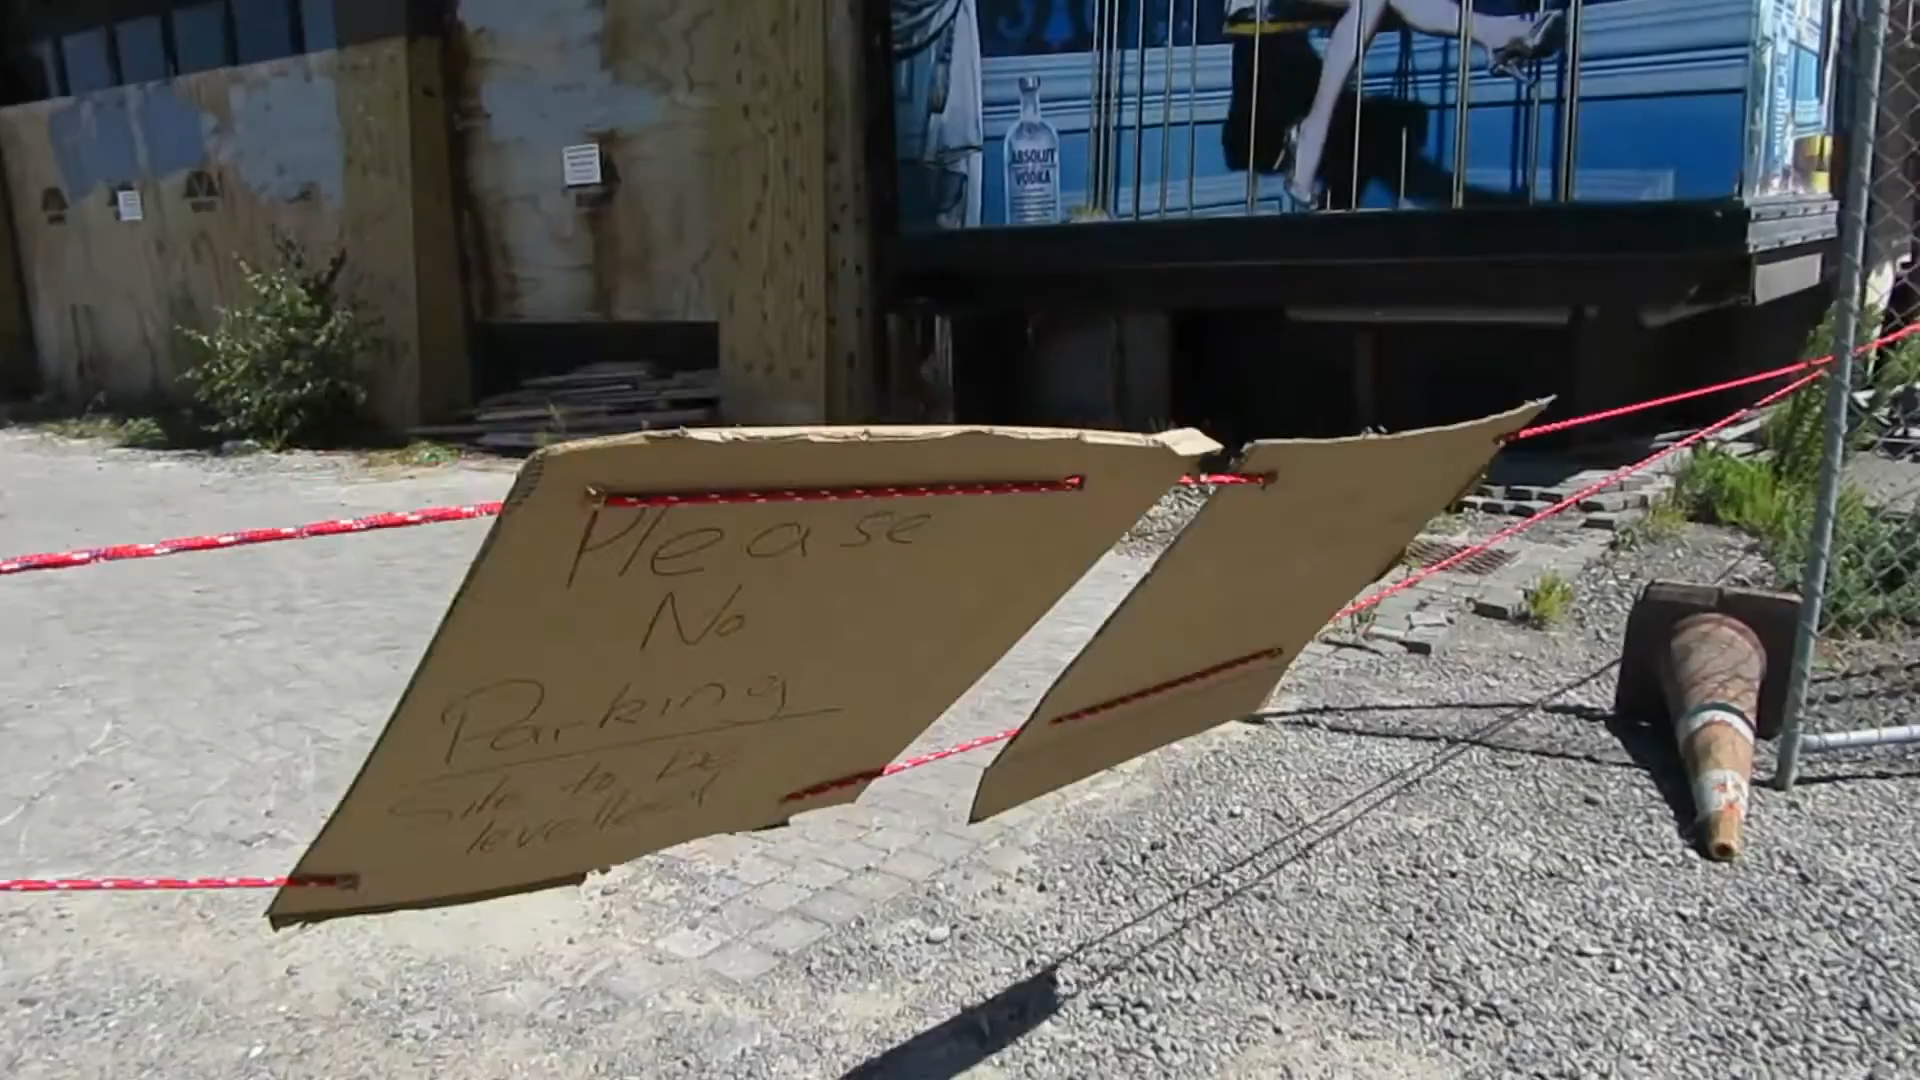 ABSOLUT
VODKA
Please
No
Parking
Site to be
levelled